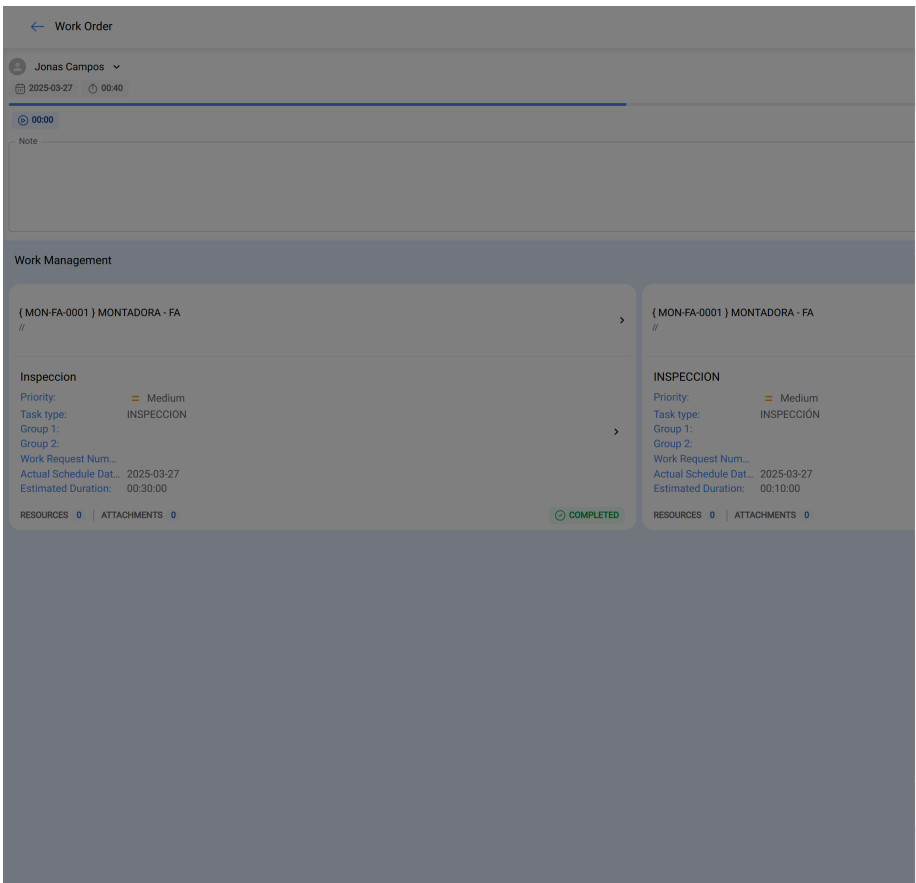 Work Order
Jonas Campos
2025-03-27 00:40
00:00
Note
Work Management
{ MON-FA-0001 } MONTADORA - FA
//
Inspeccion
Priority: Medium
Task type: INSPECCION
Group 1:
Group 2:
Work Request Num...
Actual Schedule Dat... 2025-03-27
Estimated Duration: 00:30:00
RESOURCES 0 ATTACHMENTS 0 COMPLETED
{ MON-FA-0001 } MONTADORA - FA
//
INSPECCION
Priority: Medium
Task type: INSPECCIÓN
Group 1:
Group 2:
Work Request Num...
Actual Schedule Dat... 2025-03-27
Estimated Duration: 00:10:00
RESOURCES 0 ATTACHMENTS 0